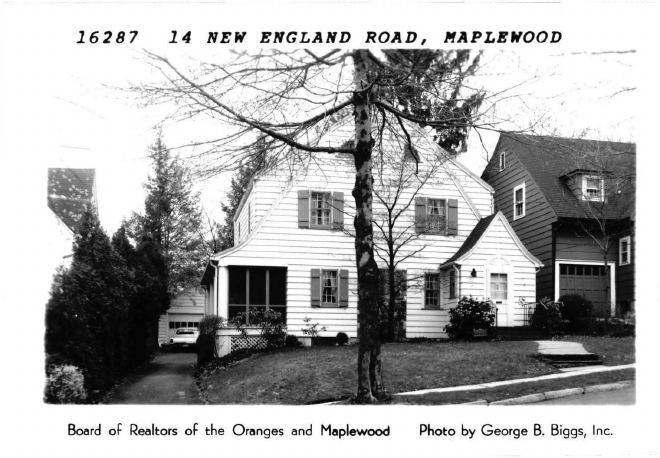 16287 14 NEW ENGLAND ROAD, MAPLEWOOD
Board of Realtors of the Oranges and Maplewood Photo by George B. Biggs, Inc.